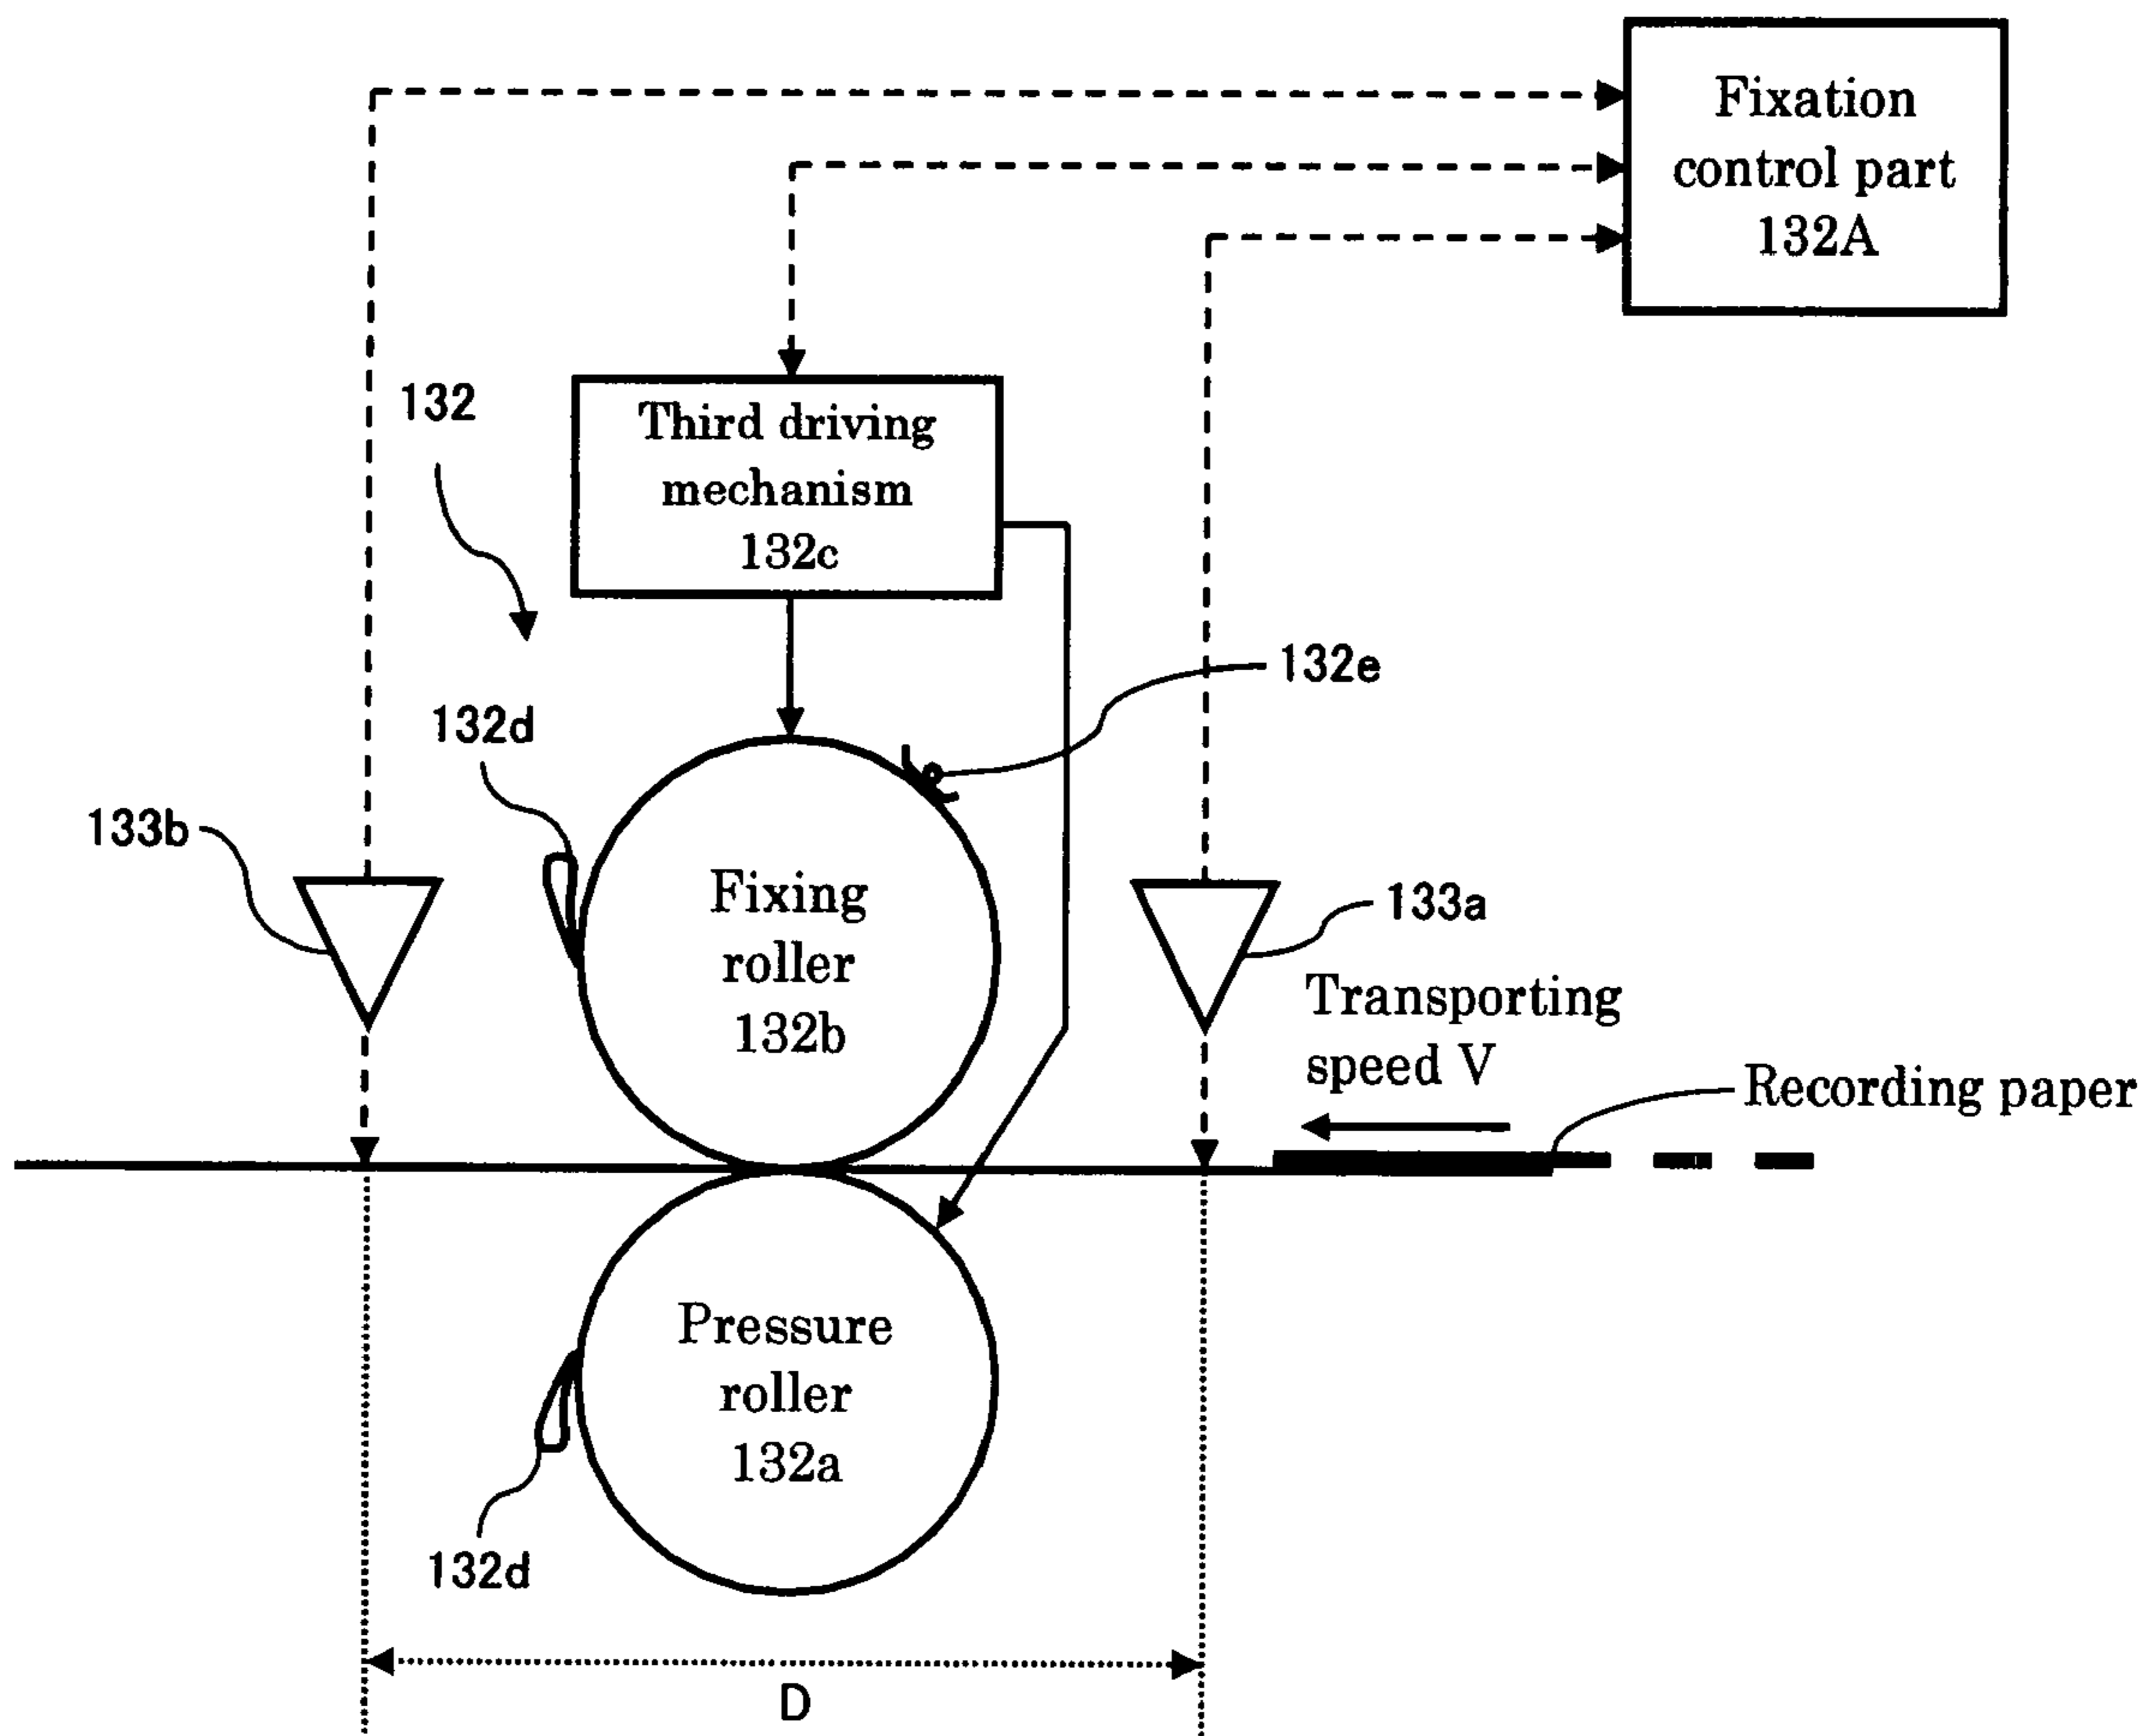 Fixation
control part
132A
132
Third driving
mechanism
132c
132e
132d
133b
Fixing
roller
132b
133a
Transporting
speed V
Recording paper
Pressure
roller
132a
132d
D